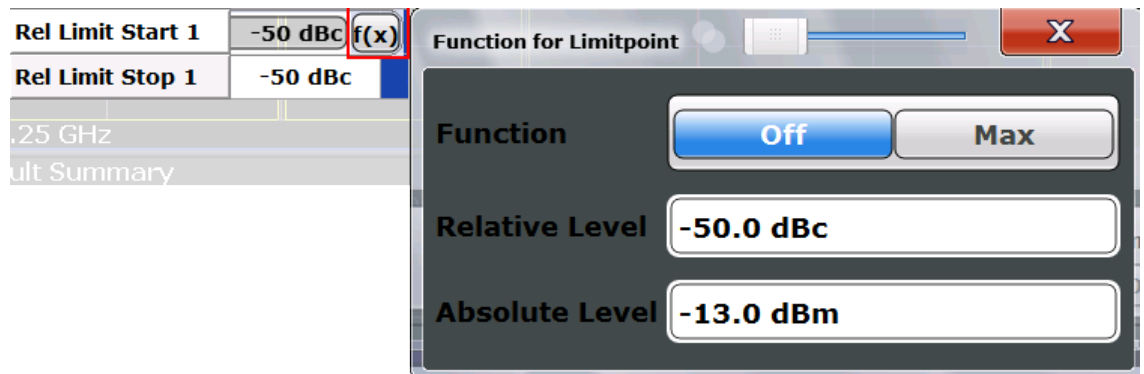 Rel Limit Start 1 -50 dBc f(x)
Rel Limit Stop 1 -50 dBc
.25 GHz
ult Summary
Function for Limitpoint X
Function Off Max
Relative Level -50.0 dBc
Absolute Level -13.0 dBm